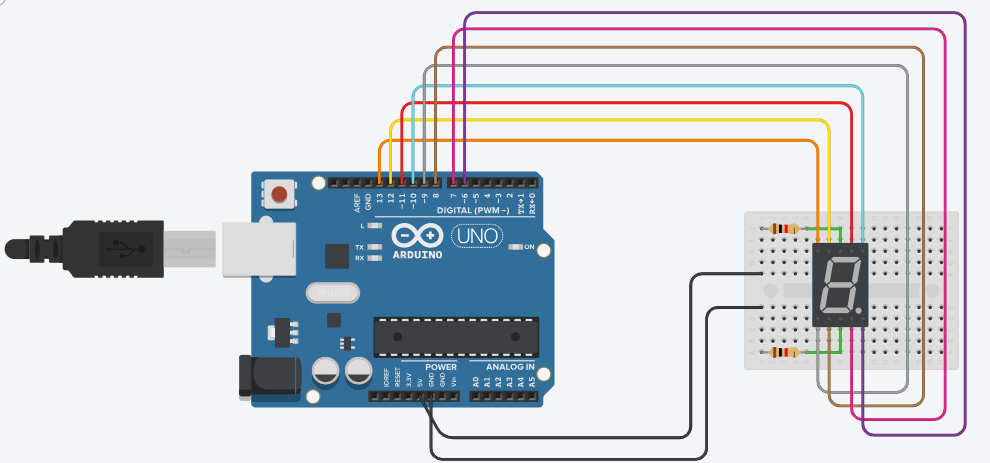 AREF
GND
13
12
~11
~10
~9
8
7
~6
~5
4
~3
2
TX→1
RX←0
DIGITAL (PWM~)
L
TX
RX
UNO
ON
ARDUINO
POWER
ANALOG IN
IOREF
RESET
3.3V
5V
GND
GND
Vin
A0
A1
A2
A3
A4
A5